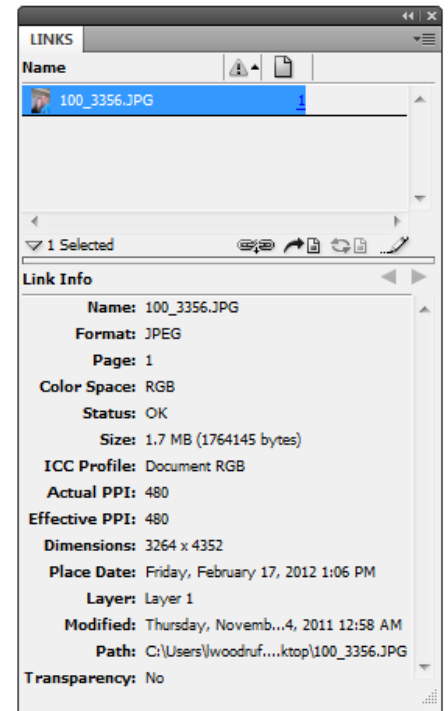 LINKS
Name
100_3356.JPG 1
1 Selected
Link Info
Name: 100_3356.JPG
Format: JPEG
Page: 1
Color Space: RGB
Status: OK
Size: 1.7 MB (1764145 bytes)
ICC Profile: Document RGB
Actual PPI: 480
Effective PPI: 480
Dimensions: 3264 x 4352
Place Date: Friday, February 17, 2012 1:06 PM
Layer: Layer 1
Modified: Thursday, Novemb...4, 2011 12:58 AM
Path: C:\Users\lwoodruf....ktop\100_3356.JPG
Transparency: No